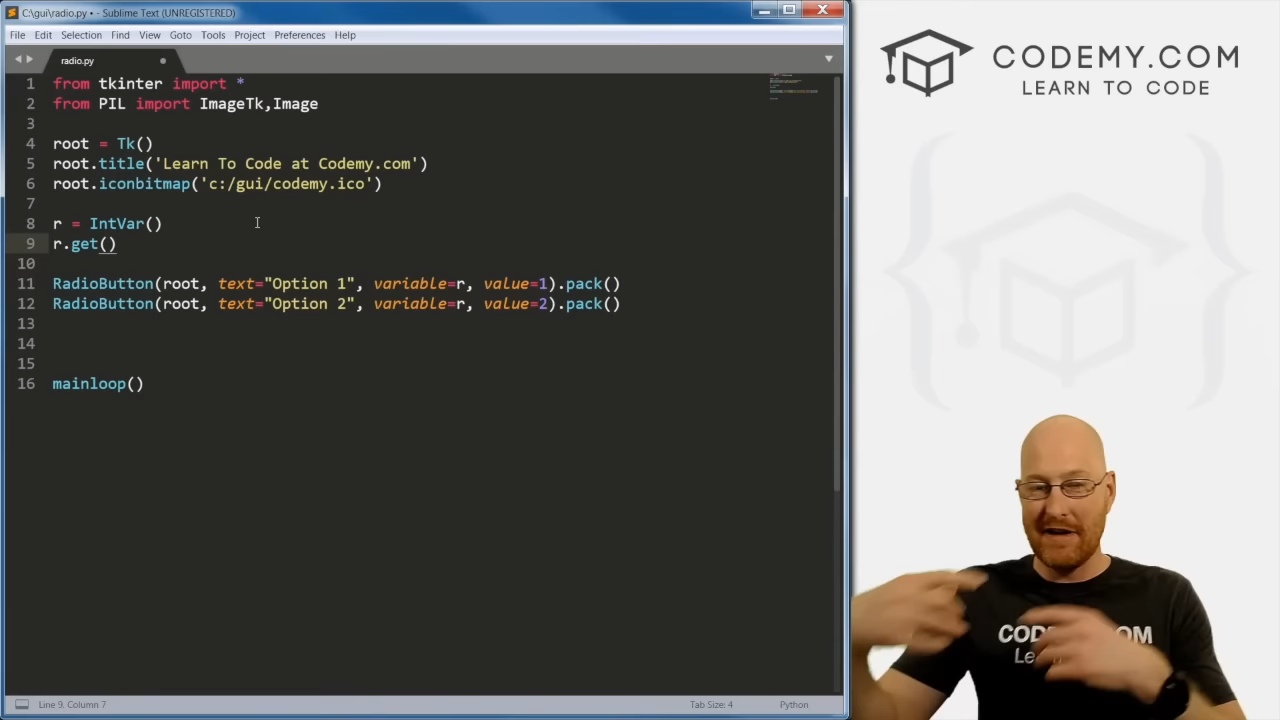 C:\gui\radio.py • - Sublime Text (UNREGISTERED)
File Edit Selection Find View Goto Tools Project Preferences Help
radio.py
1 from tkinter import *
2 from PIL import ImageTk,Image
3
4 root = Tk()
5 root.title('Learn To Code at Codemy.com')
6 root.iconbitmap('c:/gui/codemy.ico')
7
8 r = IntVar()
9 r.get()
10
11 RadioButton(root, text="Option 1", variable=r, value=1).pack()
12 RadioButton(root, text="Option 2", variable=r, value=2).pack()
13
14
15
16 mainloop()
Line 9, Column 7 Tab Size: 4 Python
CODEMY.COM
LEARN TO CODE